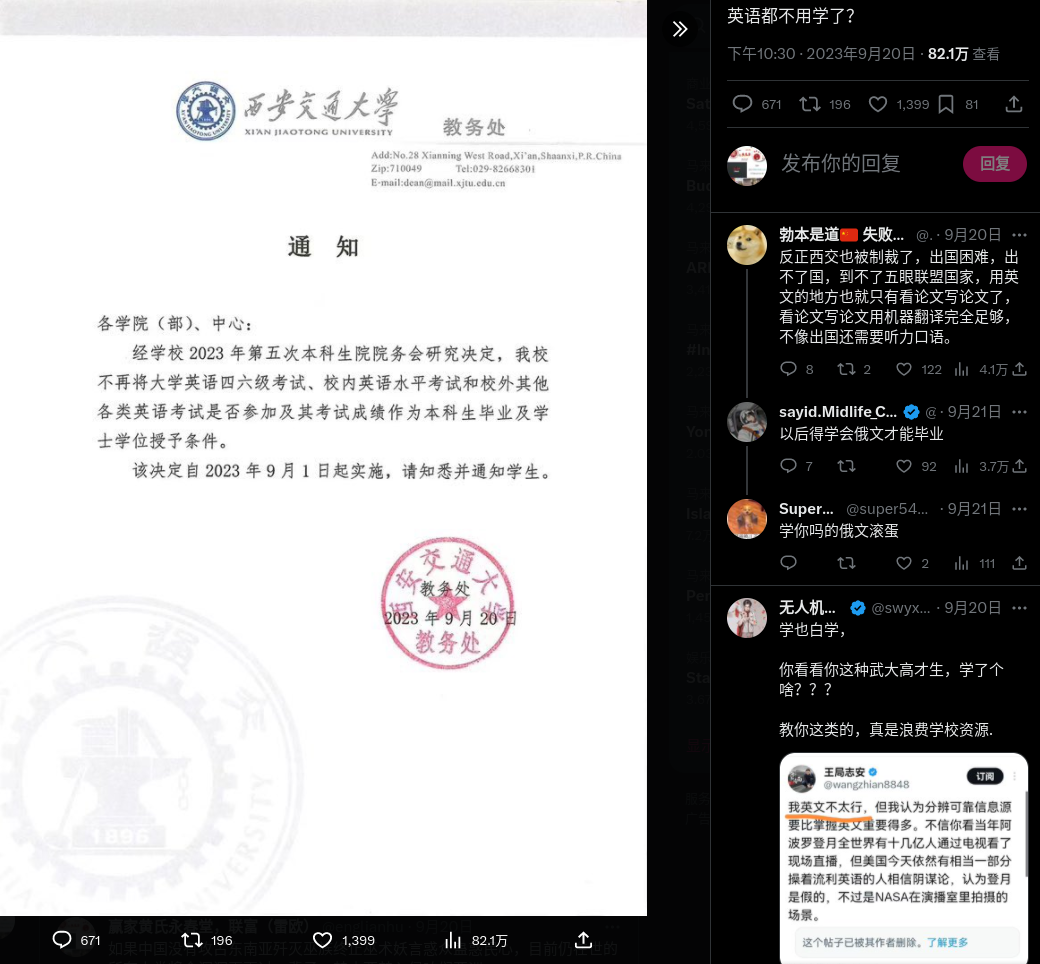 西安交通大学
XI'AN JIAOTONG UNIVERSITY
教务处
Add:No.28 Xianning West Road,Xi'an,Shaanxi,P.R.China
Zip:710049 Tel:029-82668301
E-mail:dean@mail.xjtu.edu.cn
通 知
各学院（部）、中心：
经学校 2023 年第五次本科生院院务会研究决定，我校
不再将大学英语四六级考试、校内英语水平考试和校外其他
各类英语考试是否参加及其考试成绩作为本科生毕业及学
士学位授予条件。
该决定自 2023 年 9 月 1 日起实施，请知悉并通知学生。
西安交通大学
教务处
2023 年 9 月 20 日
教务处
1896
671 196 1,399 82.1万
英语都不用学了？
下午10:30 · 2023年9月20日 · 82.1万 查看
671 196 1,399 81
发布你的回复
回复
勃本是道🇨🇳 失败... @. · 9月20日
反正西交也被制裁了，出国困难，出
不了国，到不了五眼联盟国家，用英
文的地方也就只有看论文写论文了，
看论文写论文用机器翻译完全足够，
不像出国还需要听力口语。
8 2 122 4.1万
sayid.Midlife_C... @ · 9月21日
以后得学会俄文才能毕业
7 92 3.7万
Super... @super54... · 9月21日
学你吗的俄文滚蛋
2 111
无人机... @swyx... · 9月20日
学也白学，
你看看你这种武大高才生，学了个
啥？？？
教你这类的，真是浪费学校资源.
王局志安
订阅
@wangzhian8848
我英文不太行，但我认为分辨可靠信息源
要比掌握英文重要得多。不信你看当年阿
波罗登月全世界有十几亿人通过电视看了
现场直播，但美国今天依然有相当一部分
操着流利英语的人相信阴谋论，认为登月
是假的，不过是NASA在演播室里拍摄的
场景。
这个帖子已被其作者删除。了解更多